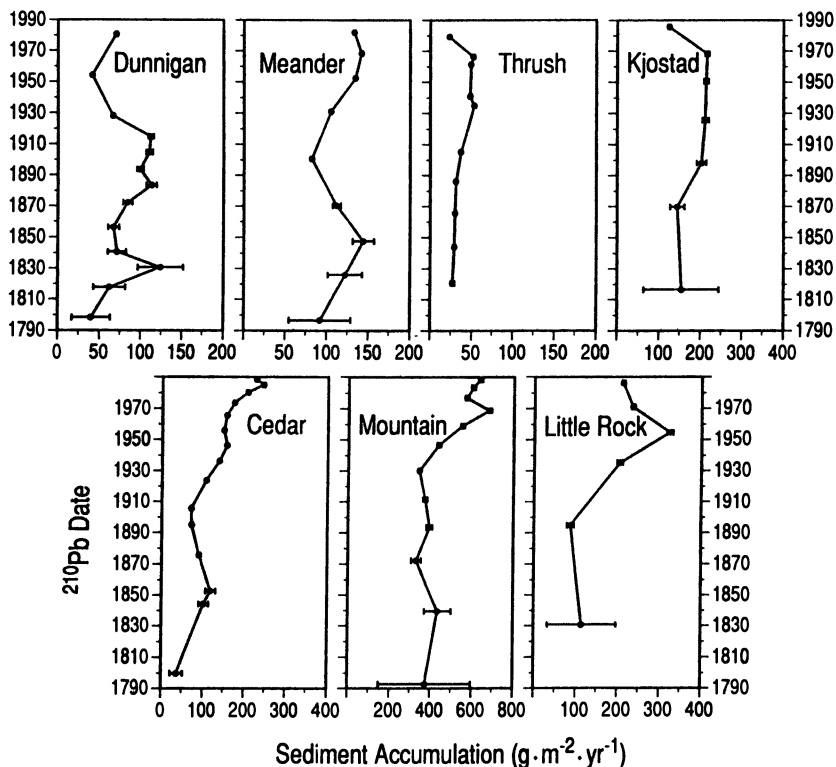 1990
1970
1950
1930
1910
1890
1870
1850
1830
1810
1790
Dunnigan
0 50 100 150 200
Meander
50 100 150 200
Thrush
0 50 100 150 200
Kjostad
100 200 300 400
1990
1970
1950
1930
1910
1890
1870
1850
1830
1810
1790
²¹⁰Pb Date
1970
1950
1930
1910
1890
1870
1850
1830
1810
1790
Cedar
0 100 200 300 400
Mountain
200 400 600 800
Little Rock
100 200 300 400
1970
1950
1930
1910
1890
1870
1850
1830
1810
1790
Sediment Accumulation (g·m⁻²·yr⁻¹)